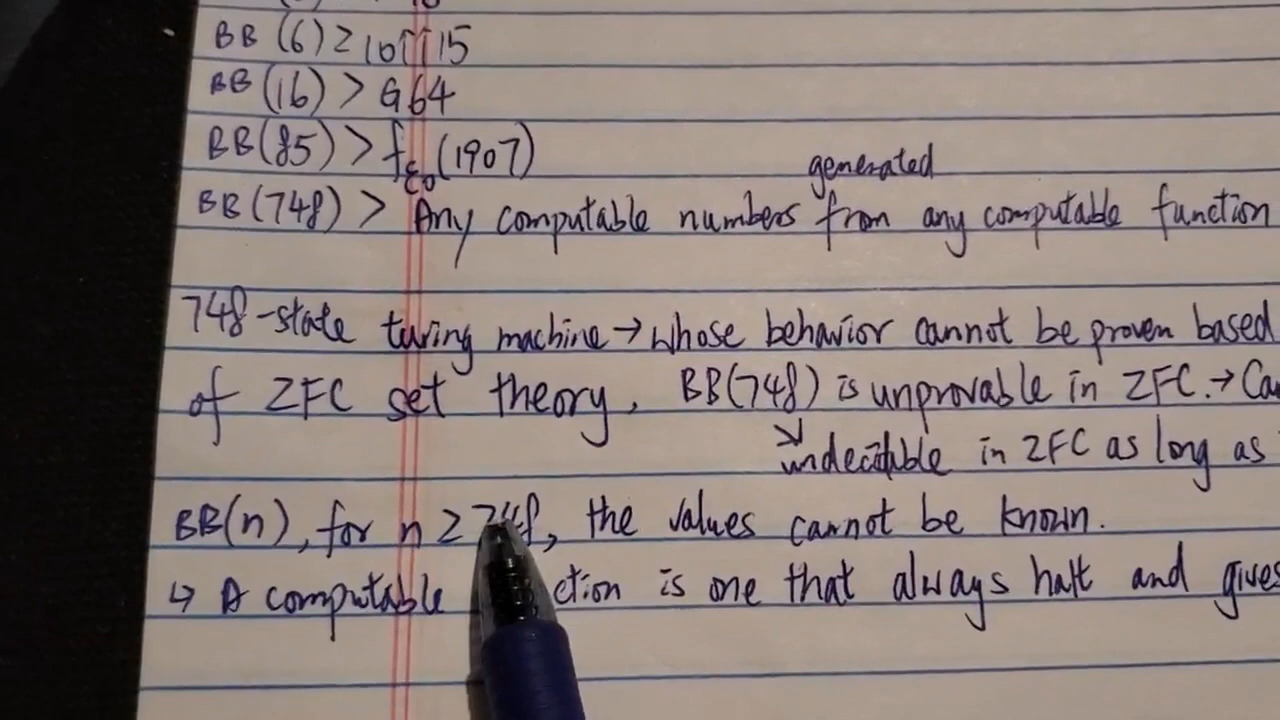 BB (6) ≥ 10↑↑15
BB (16) > G64
BB(85) > fε0(1907)
generated
BB(748) > Any computable numbers from any computable function
748-state turing machine → whose behavior cannot be proven based
of ZFC set theory. BB(748) is unprovable in ZFC. → Ca
↘ undecidable in ZFC as long as
BB(n), for n ≥ 748, the values cannot be known.
↳ A computable ction is one that always halt and gives